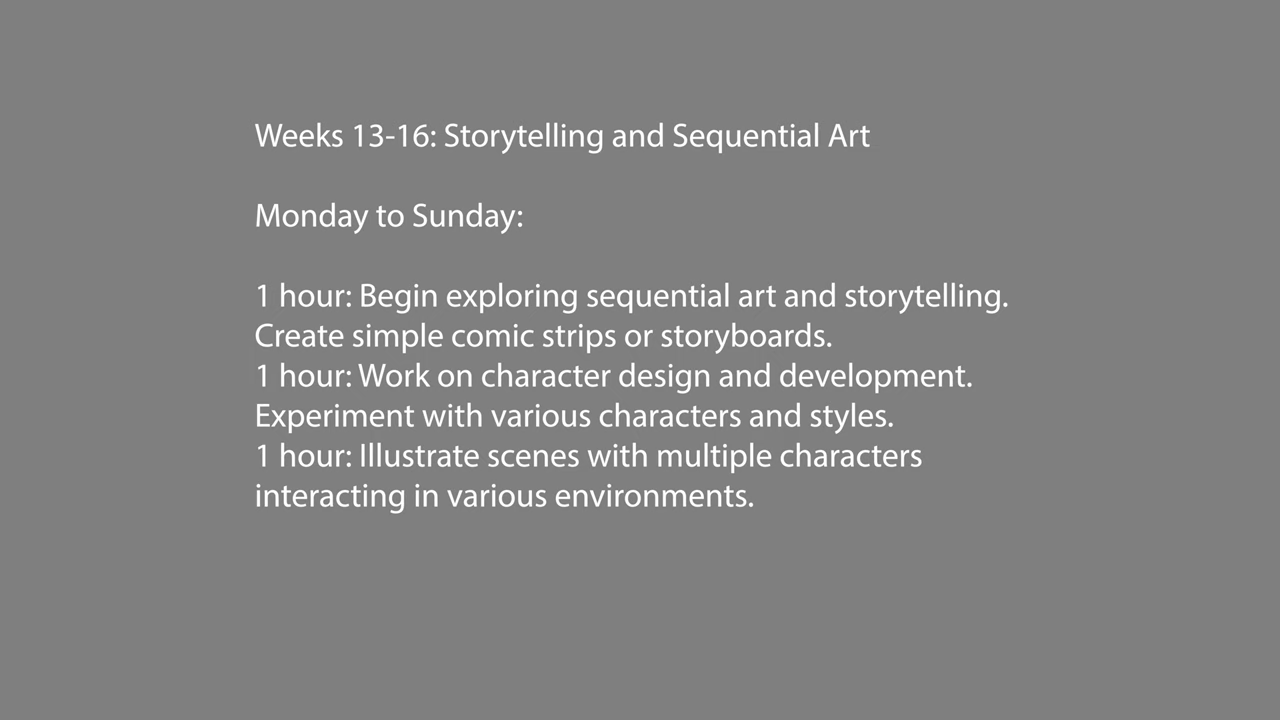 Weeks 13-16: Storytelling and Sequential Art
Monday to Sunday:
1 hour: Begin exploring sequential art and storytelling.
Create simple comic strips or storyboards.
1 hour: Work on character design and development.
Experiment with various characters and styles.
1 hour: Illustrate scenes with multiple characters
interacting in various environments.